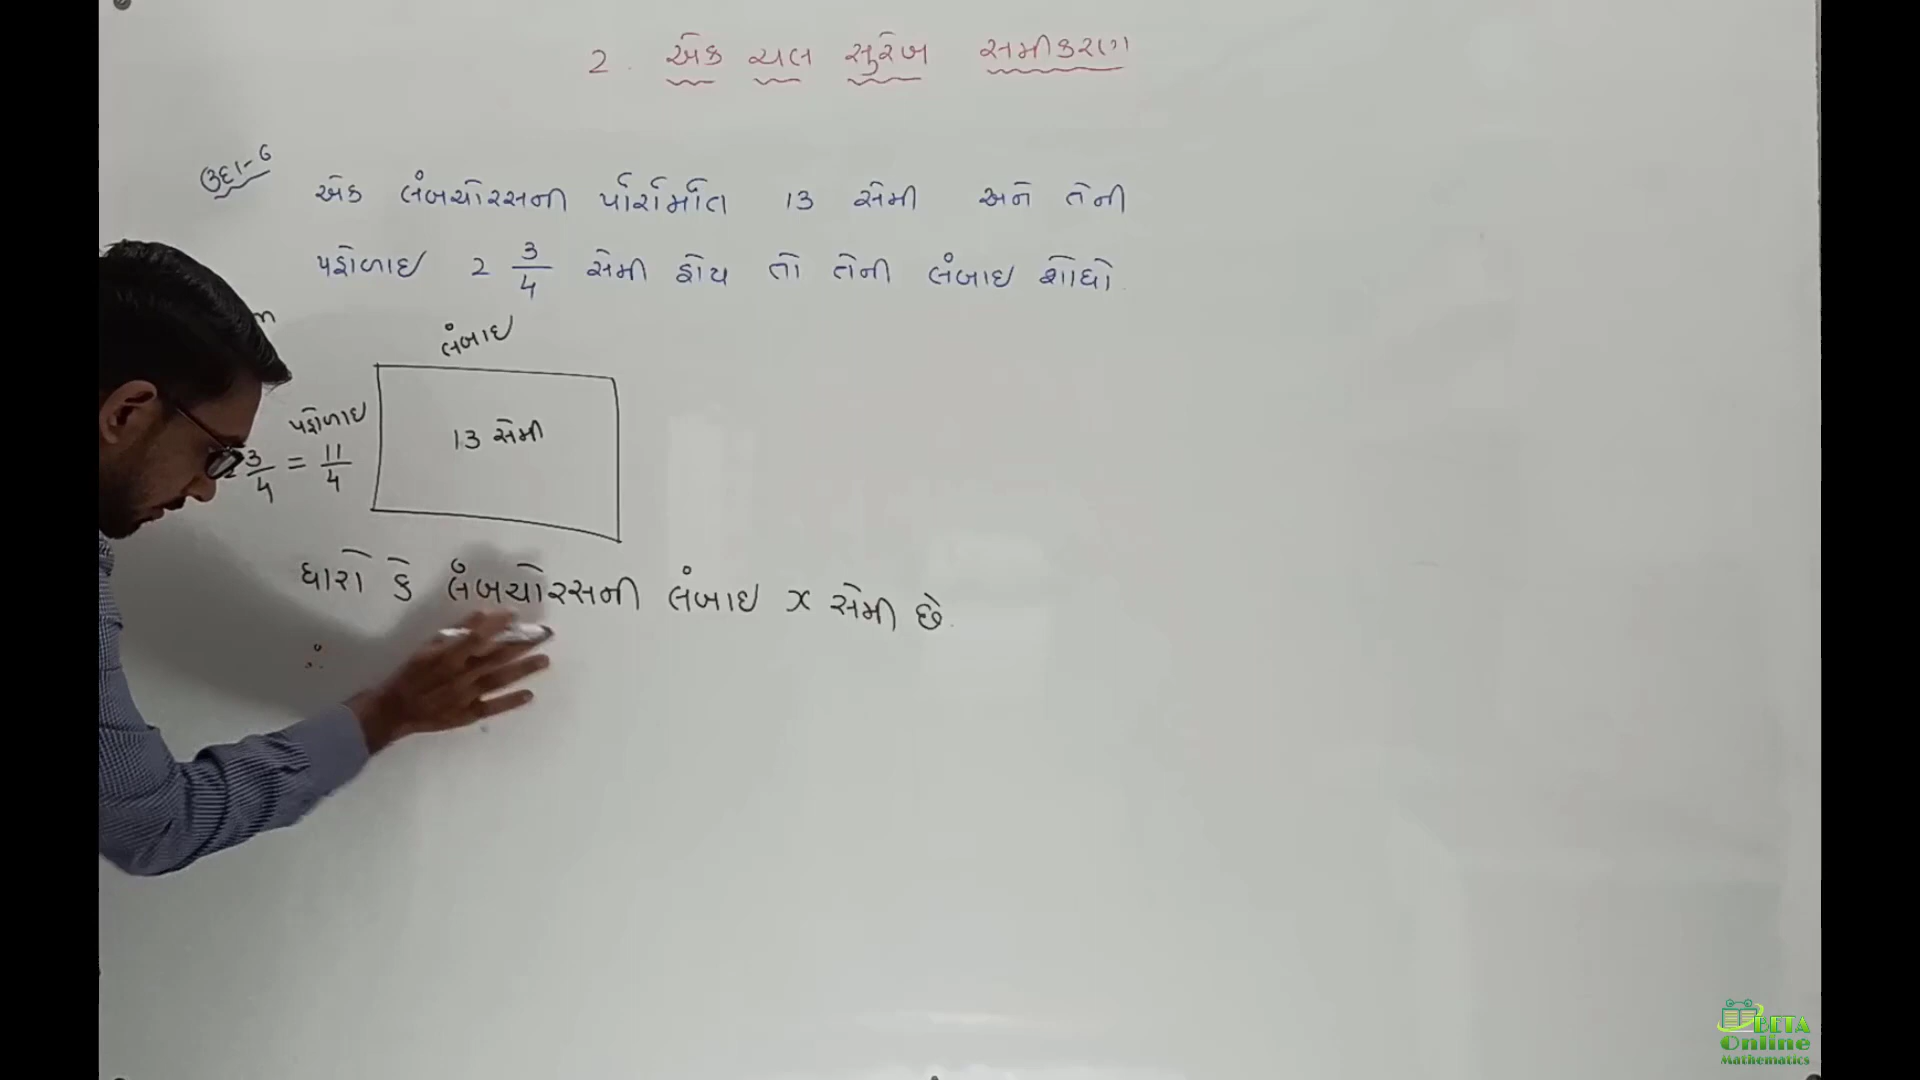 2. એક ચલ સુરેખ સમીકરણ
ઉદા-6
એક લંબચોરસની પરિમિતિ 13 સેમી અને તેની
પહોળાઇ 2 3/4 સેમી હોય તો તેની લંબાઇ શોધો.
લંબાઇ
પહોળાઇ
13 સેમી
3/4 = 11/4
ધારો કે લંબચોરસની લંબાઇ x સેમી છે.
∴
BETA
Online
Mathematics